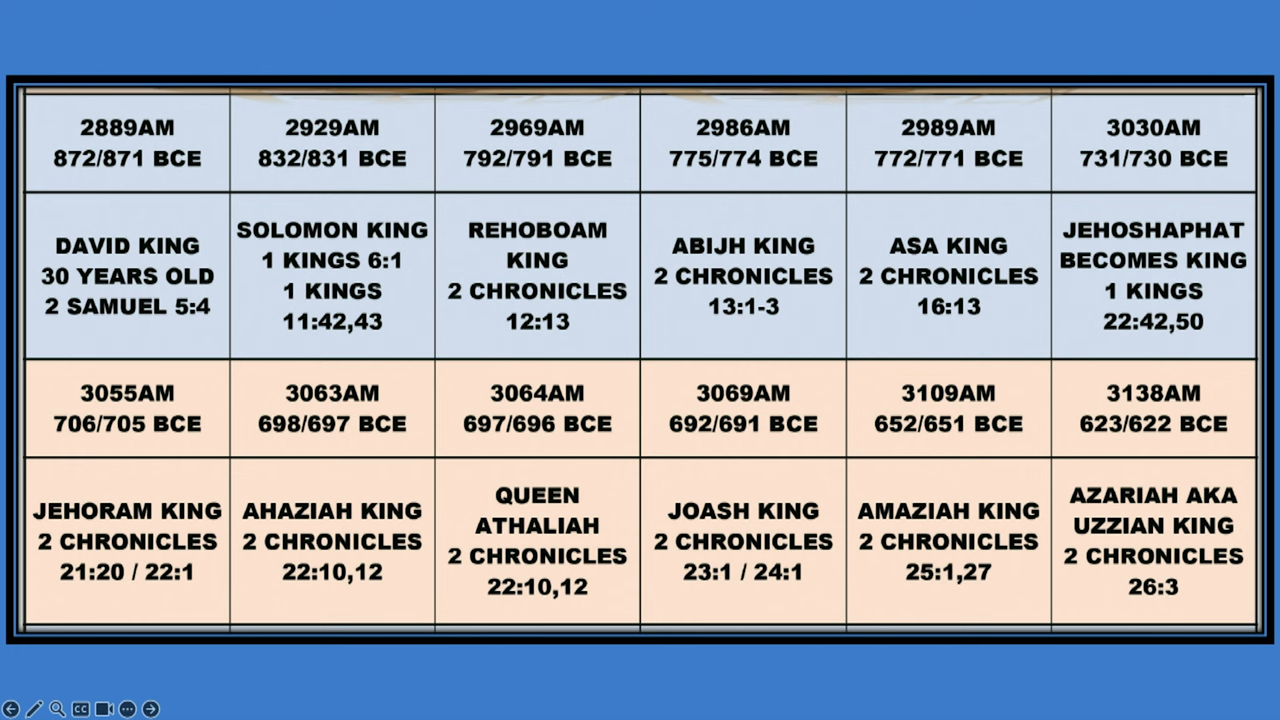 2889AM
872/871 BCE
2929AM
832/831 BCE
2969AM
792/791 BCE
2986AM
775/774 BCE
2989AM
772/771 BCE
3030AM
731/730 BCE
DAVID KING
30 YEARS OLD
2 SAMUEL 5:4
SOLOMON KING
1 KINGS 6:1
1 KINGS
11:42,43
REHOBOAM
KING
2 CHRONICLES
12:13
ABIJH KING
2 CHRONICLES
13:1-3
ASA KING
2 CHRONICLES
16:13
JEHOSHAPHAT
BECOMES KING
1 KINGS
22:42,50
3055AM
706/705 BCE
3063AM
698/697 BCE
3064AM
697/696 BCE
3069AM
692/691 BCE
3109AM
652/651 BCE
3138AM
623/622 BCE
JEHORAM KING
2 CHRONICLES
21:20 / 22:1
AHAZIAH KING
2 CHRONICLES
22:10,12
QUEEN
ATHALIAH
2 CHRONICLES
22:10,12
JOASH KING
2 CHRONICLES
23:1 / 24:1
AMAZIAH KING
2 CHRONICLES
25:1,27
AZARIAH AKA
UZZIAN KING
2 CHRONICLES
26:3
CC